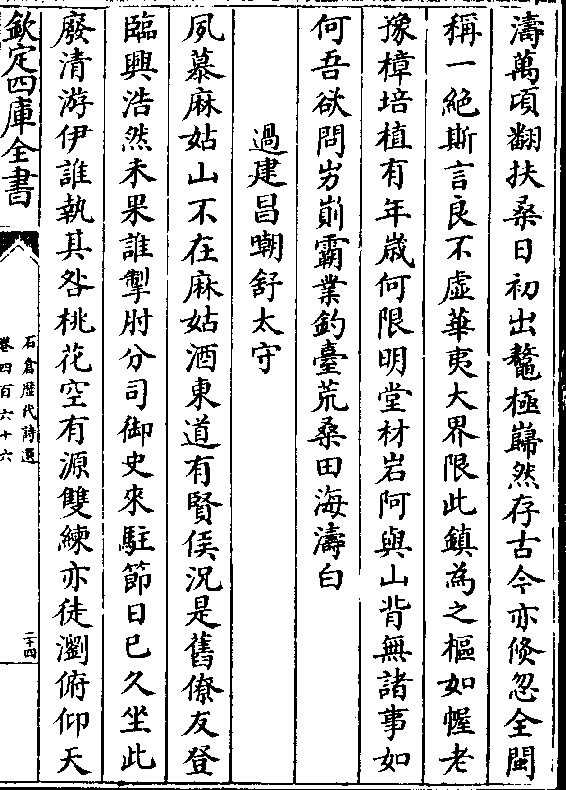 濤萬頃翻扶桑日初出鼇極巋然存古今亦倐忽全閩
稱一絶斯言良不虛華夷大界限此鎮為之樞如幄老
豫樟培植有年嵗何限明堂材岩阿與山背無諸事如
何吾欲問岃崱霸業釣臺荒桑田海濤白
過建昌嘲舒太守
夙慕麻姑山不在麻姑酒東道有賢侯況是舊僚友登
臨興浩然未果誰掣肘分司御史來駐節日已久坐此
廢清游伊誰執其咎桃花空有源雙練亦徒瀏俯仰天
欽定四庫全書
石倉歴代詩選
卷四百六十六
二十四